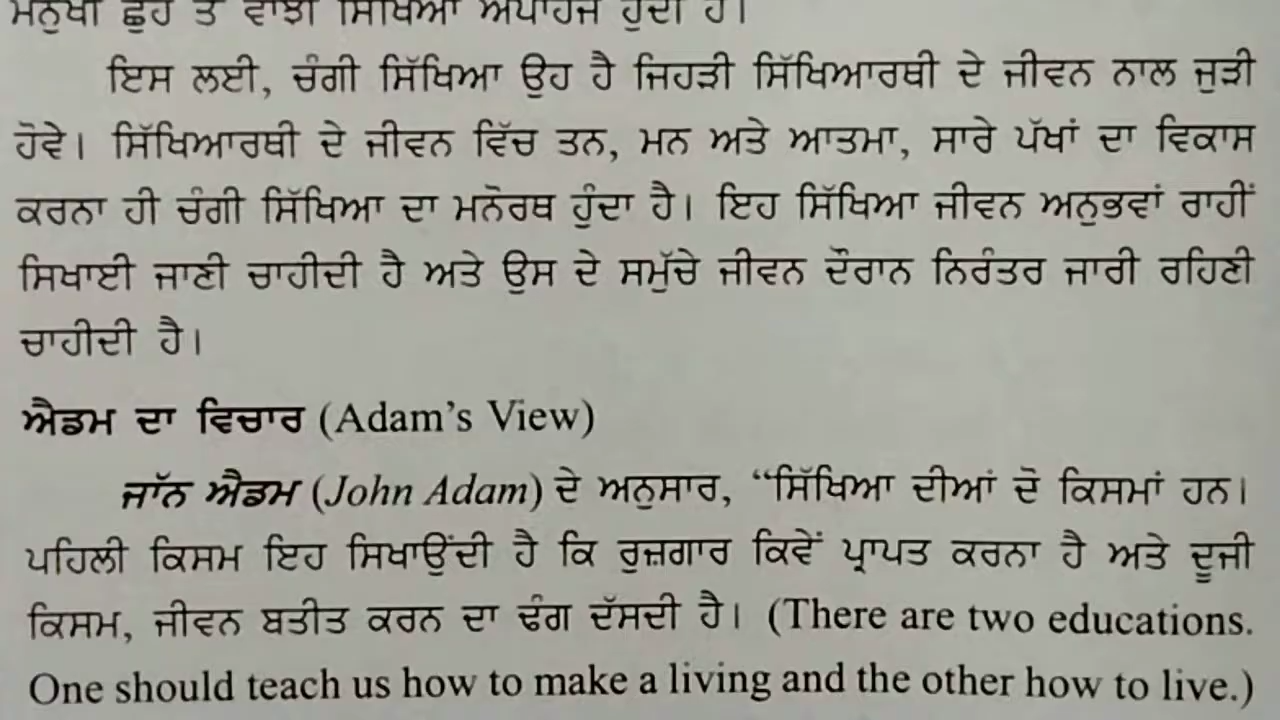 ਮਨੁੱਖੀ ਛੂਹ ਤੋਂ ਵਾਂਝੀ ਸਿੱਖਿਆ ਅਪਾਹਜ ਹੁੰਦੀ ਹੈ।
ਇਸ ਲਈ, ਚੰਗੀ ਸਿੱਖਿਆ ਉਹ ਹੈ ਜਿਹੜੀ ਸਿੱਖਿਆਰਥੀ ਦੇ ਜੀਵਨ ਨਾਲ ਜੁੜੀ
ਹੋਵੇ। ਸਿੱਖਿਆਰਥੀ ਦੇ ਜੀਵਨ ਵਿੱਚ ਤਨ, ਮਨ ਅਤੇ ਆਤਮਾ, ਸਾਰੇ ਪੱਖਾਂ ਦਾ ਵਿਕਾਸ
ਕਰਨਾ ਹੀ ਚੰਗੀ ਸਿੱਖਿਆ ਦਾ ਮਨੋਰਥ ਹੁੰਦਾ ਹੈ। ਇਹ ਸਿੱਖਿਆ ਜੀਵਨ ਅਨੁਭਵਾਂ ਰਾਹੀਂ
ਸਿਖਾਈ ਜਾਣੀ ਚਾਹੀਦੀ ਹੈ ਅਤੇ ਉਸ ਦੇ ਸਮੁੱਚੇ ਜੀਵਨ ਦੌਰਾਨ ਨਿਰੰਤਰ ਜਾਰੀ ਰਹਿਣੀ
ਚਾਹੀਦੀ ਹੈ।
ਐਡਮ ਦਾ ਵਿਚਾਰ (Adam's View)
ਜਾੱਨ ਐਡਮ (John Adam) ਦੇ ਅਨੁਸਾਰ, “ਸਿੱਖਿਆ ਦੀਆਂ ਦੋ ਕਿਸਮਾਂ ਹਨ।
ਪਹਿਲੀ ਕਿਸਮ ਇਹ ਸਿਖਾਉਂਦੀ ਹੈ ਕਿ ਰੁਜ਼ਗਾਰ ਕਿਵੇਂ ਪ੍ਰਾਪਤ ਕਰਨਾ ਹੈ ਅਤੇ ਦੂਜੀ
ਕਿਸਮ, ਜੀਵਨ ਬਤੀਤ ਕਰਨ ਦਾ ਢੰਗ ਦੱਸਦੀ ਹੈ। (There are two educations.
One should teach us how to make a living and the other how to live.)